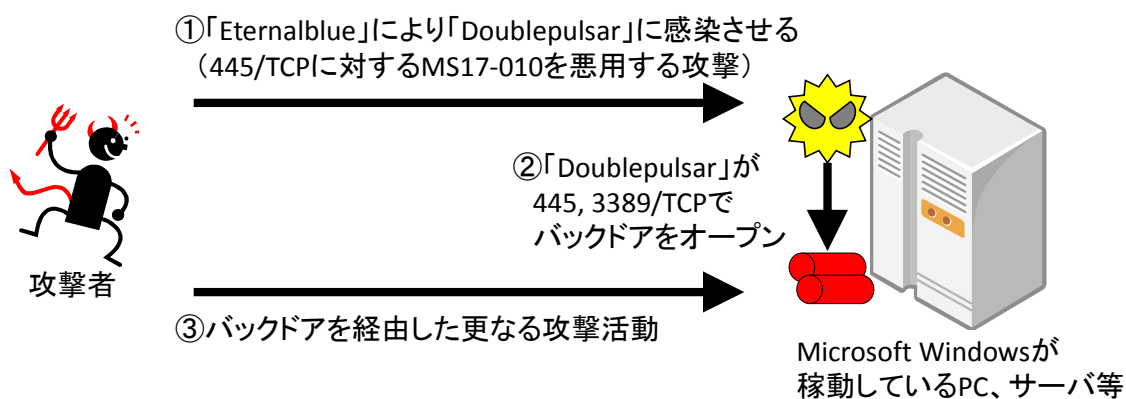 ①「Eternalblue」により「Doublepulsar」に感染させる
（445/TCPに対するMS17-010を悪用する攻撃）
②「Doublepulsar」が
445, 3389/TCPで
バックドアをオープン
攻撃者
③バックドアを経由した更なる攻撃活動
Microsoft Windowsが
稼動しているPC、サーバ等